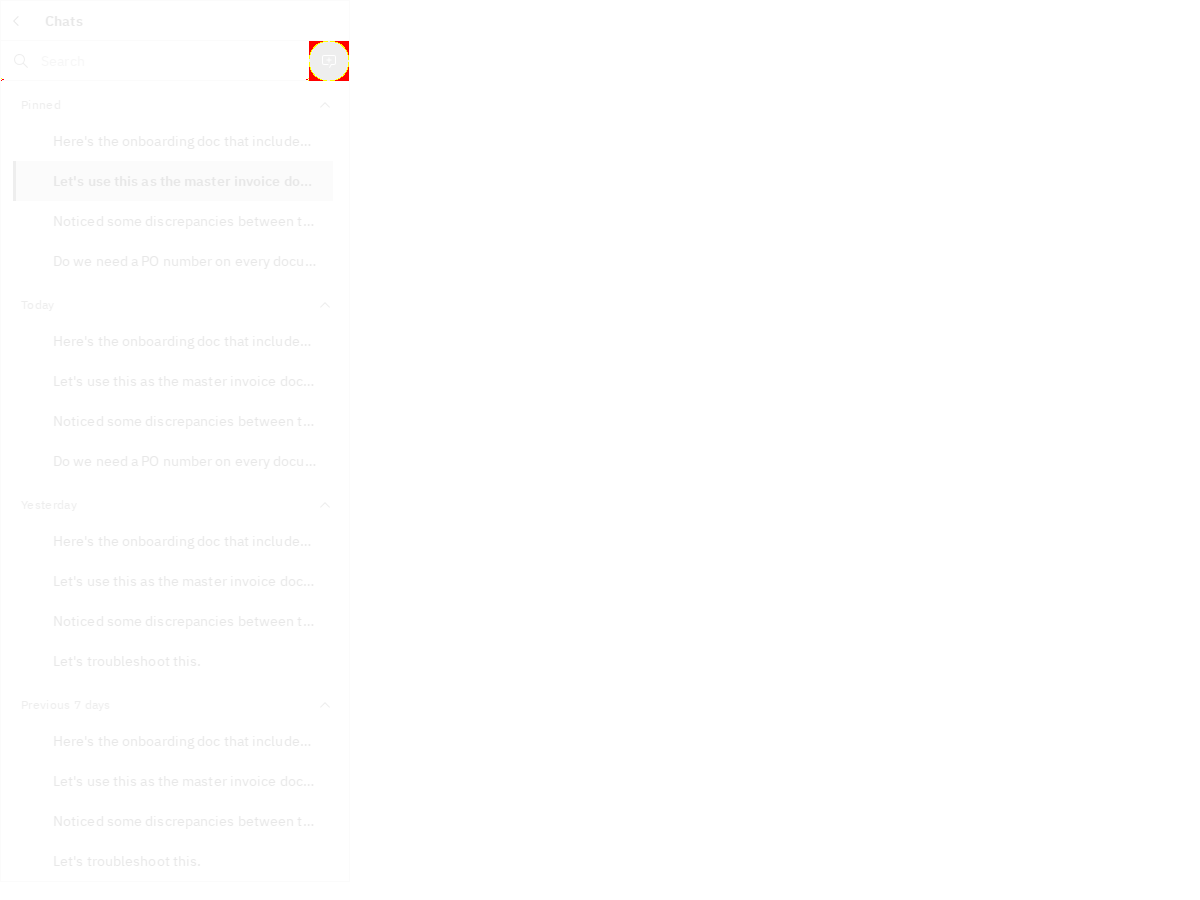 Chats
Search
Pinned
Here's the onboarding doc that include...
Let's use this as the master invoice do...
Noticed some discrepancies between t...
Do we need a PO number on every docu...
Today
Here's the onboarding doc that include...
Let's use this as the master invoice doc...
Noticed some discrepancies between t...
Do we need a PO number on every docu...
Yesterday
Here's the onboarding doc that include...
Let's use this as the master invoice doc...
Noticed some discrepancies between t...
Let's troubleshoot this.
Previous 7 days
Here's the onboarding doc that include...
Let's use this as the master invoice doc...
Noticed some discrepancies between t...
Let's troubleshoot this.